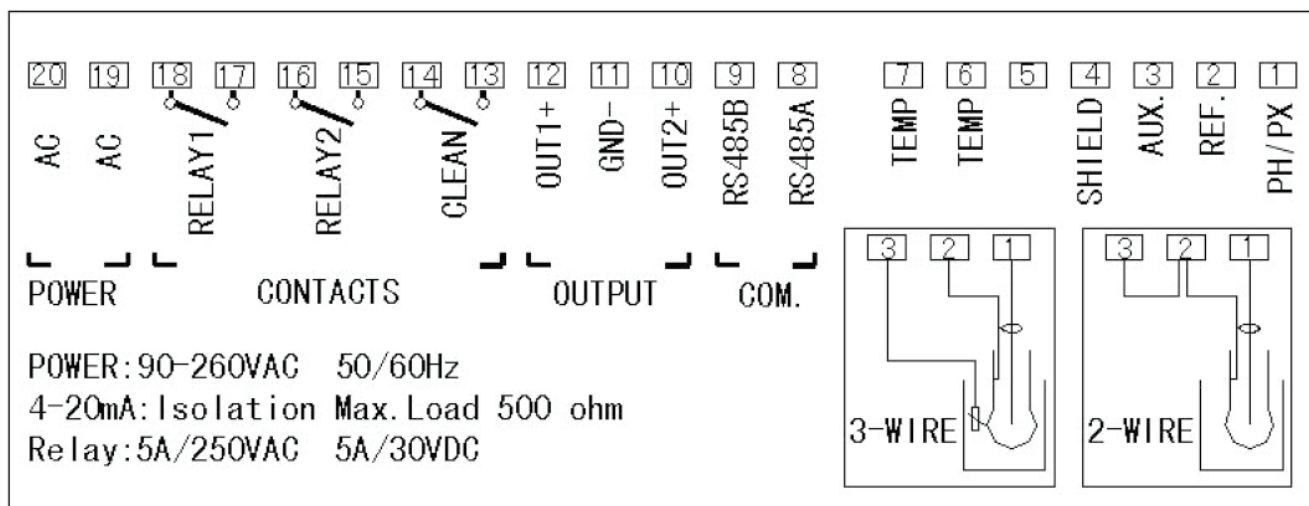 20 19 18 17 16 15 14 13 12 11 10 9 8 7 6 5 4 3 2 1
AC AC RELAY1 RELAY2 CLEAN OUT1+ GND- OUT2+ RS485B RS485A TEMP TEMP SHIELD AUX. REF. PH/PX
POWER CONTACTS OUTPUT COM.
POWER:90-260VAC 50/60Hz
4-20mA:Isolation Max.Load 500 ohm
Relay:5A/250VAC 5A/30VDC
3 2 1
3-WIRE
3 2 1
2-WIRE